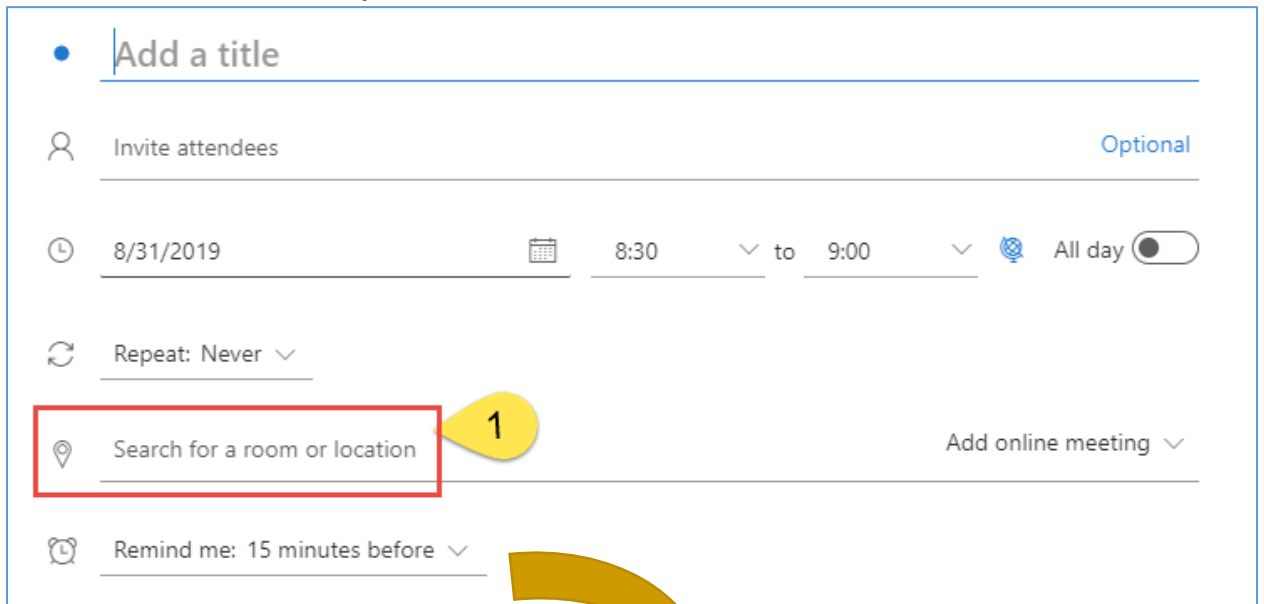 Add a title
Invite attendees Optional
8/31/2019 8:30 to 9:00 All day
Repeat: Never
Search for a room or location 1 Add online meeting
Remind me: 15 minutes before